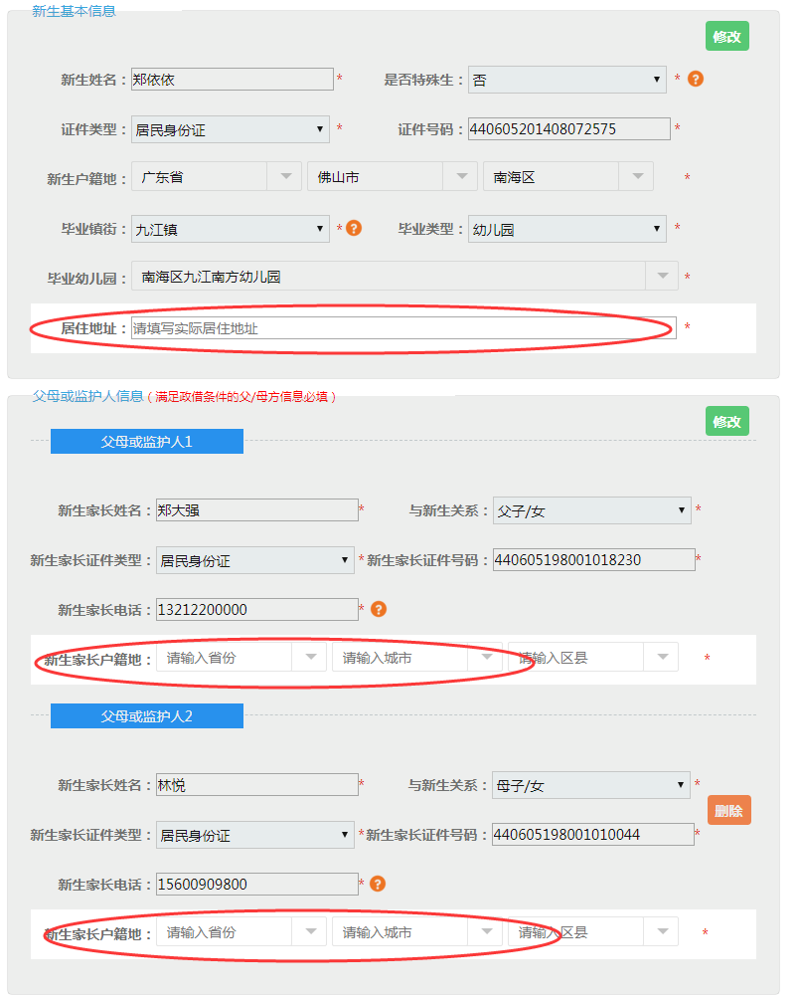 新生基本信息
修改
新生姓名： 郑依依 * 是否特殊生： 否 * ?
证件类型： 居民身份证 * 证件号码： 440605201408072575 *
新生户籍地： 广东省 佛山市 南海区 *
毕业镇街： 九江镇 * ? 毕业类型： 幼儿园 *
毕业幼儿园： 南海区九江南方幼儿园 *
居住地址： 请填写实际居住地址 *
父母或监护人信息（满足政借条件的父/母方信息必填）
修改
父母或监护人1
新生家长姓名： 郑大强 * 与新生关系： 父子/女 *
新生家长证件类型： 居民身份证 * 新生家长证件号码： 440605198001018230 *
新生家长电话： 13212200000 * ?
新生家长户籍地： 请输入省份 请输入城市 请输入区县 *
父母或监护人2
新生家长姓名： 林悦 * 与新生关系： 母子/女 *
删除
新生家长证件类型： 居民身份证 * 新生家长证件号码： 440605198001010044 *
新生家长电话： 15600909800 * ?
新生家长户籍地： 请输入省份 请输入城市 请输入区县 *